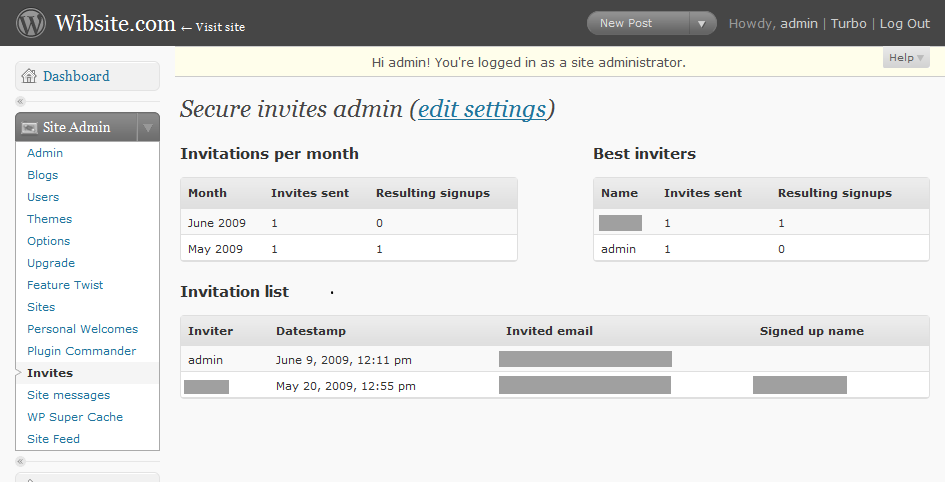 Wibsite.com ← Visit site
New Post
Howdy, admin | Turbo | Log Out
Hi admin! You're logged in as a site administrator.
Help
Dashboard
Site Admin
Admin
Blogs
Users
Themes
Options
Upgrade
Feature Twist
Sites
Personal Welcomes
Plugin Commander
Invites
Site messages
WP Super Cache
Site Feed
Secure invites admin (edit settings)
Invitations per month
Month Invites sent Resulting signups
June 2009 1 0
May 2009 1 1
Best inviters
Name Invites sent Resulting signups
1 1
admin 1 0
Invitation list
Inviter Datestamp Invited email Signed up name
admin June 9, 2009, 12:11 pm
May 20, 2009, 12:55 pm